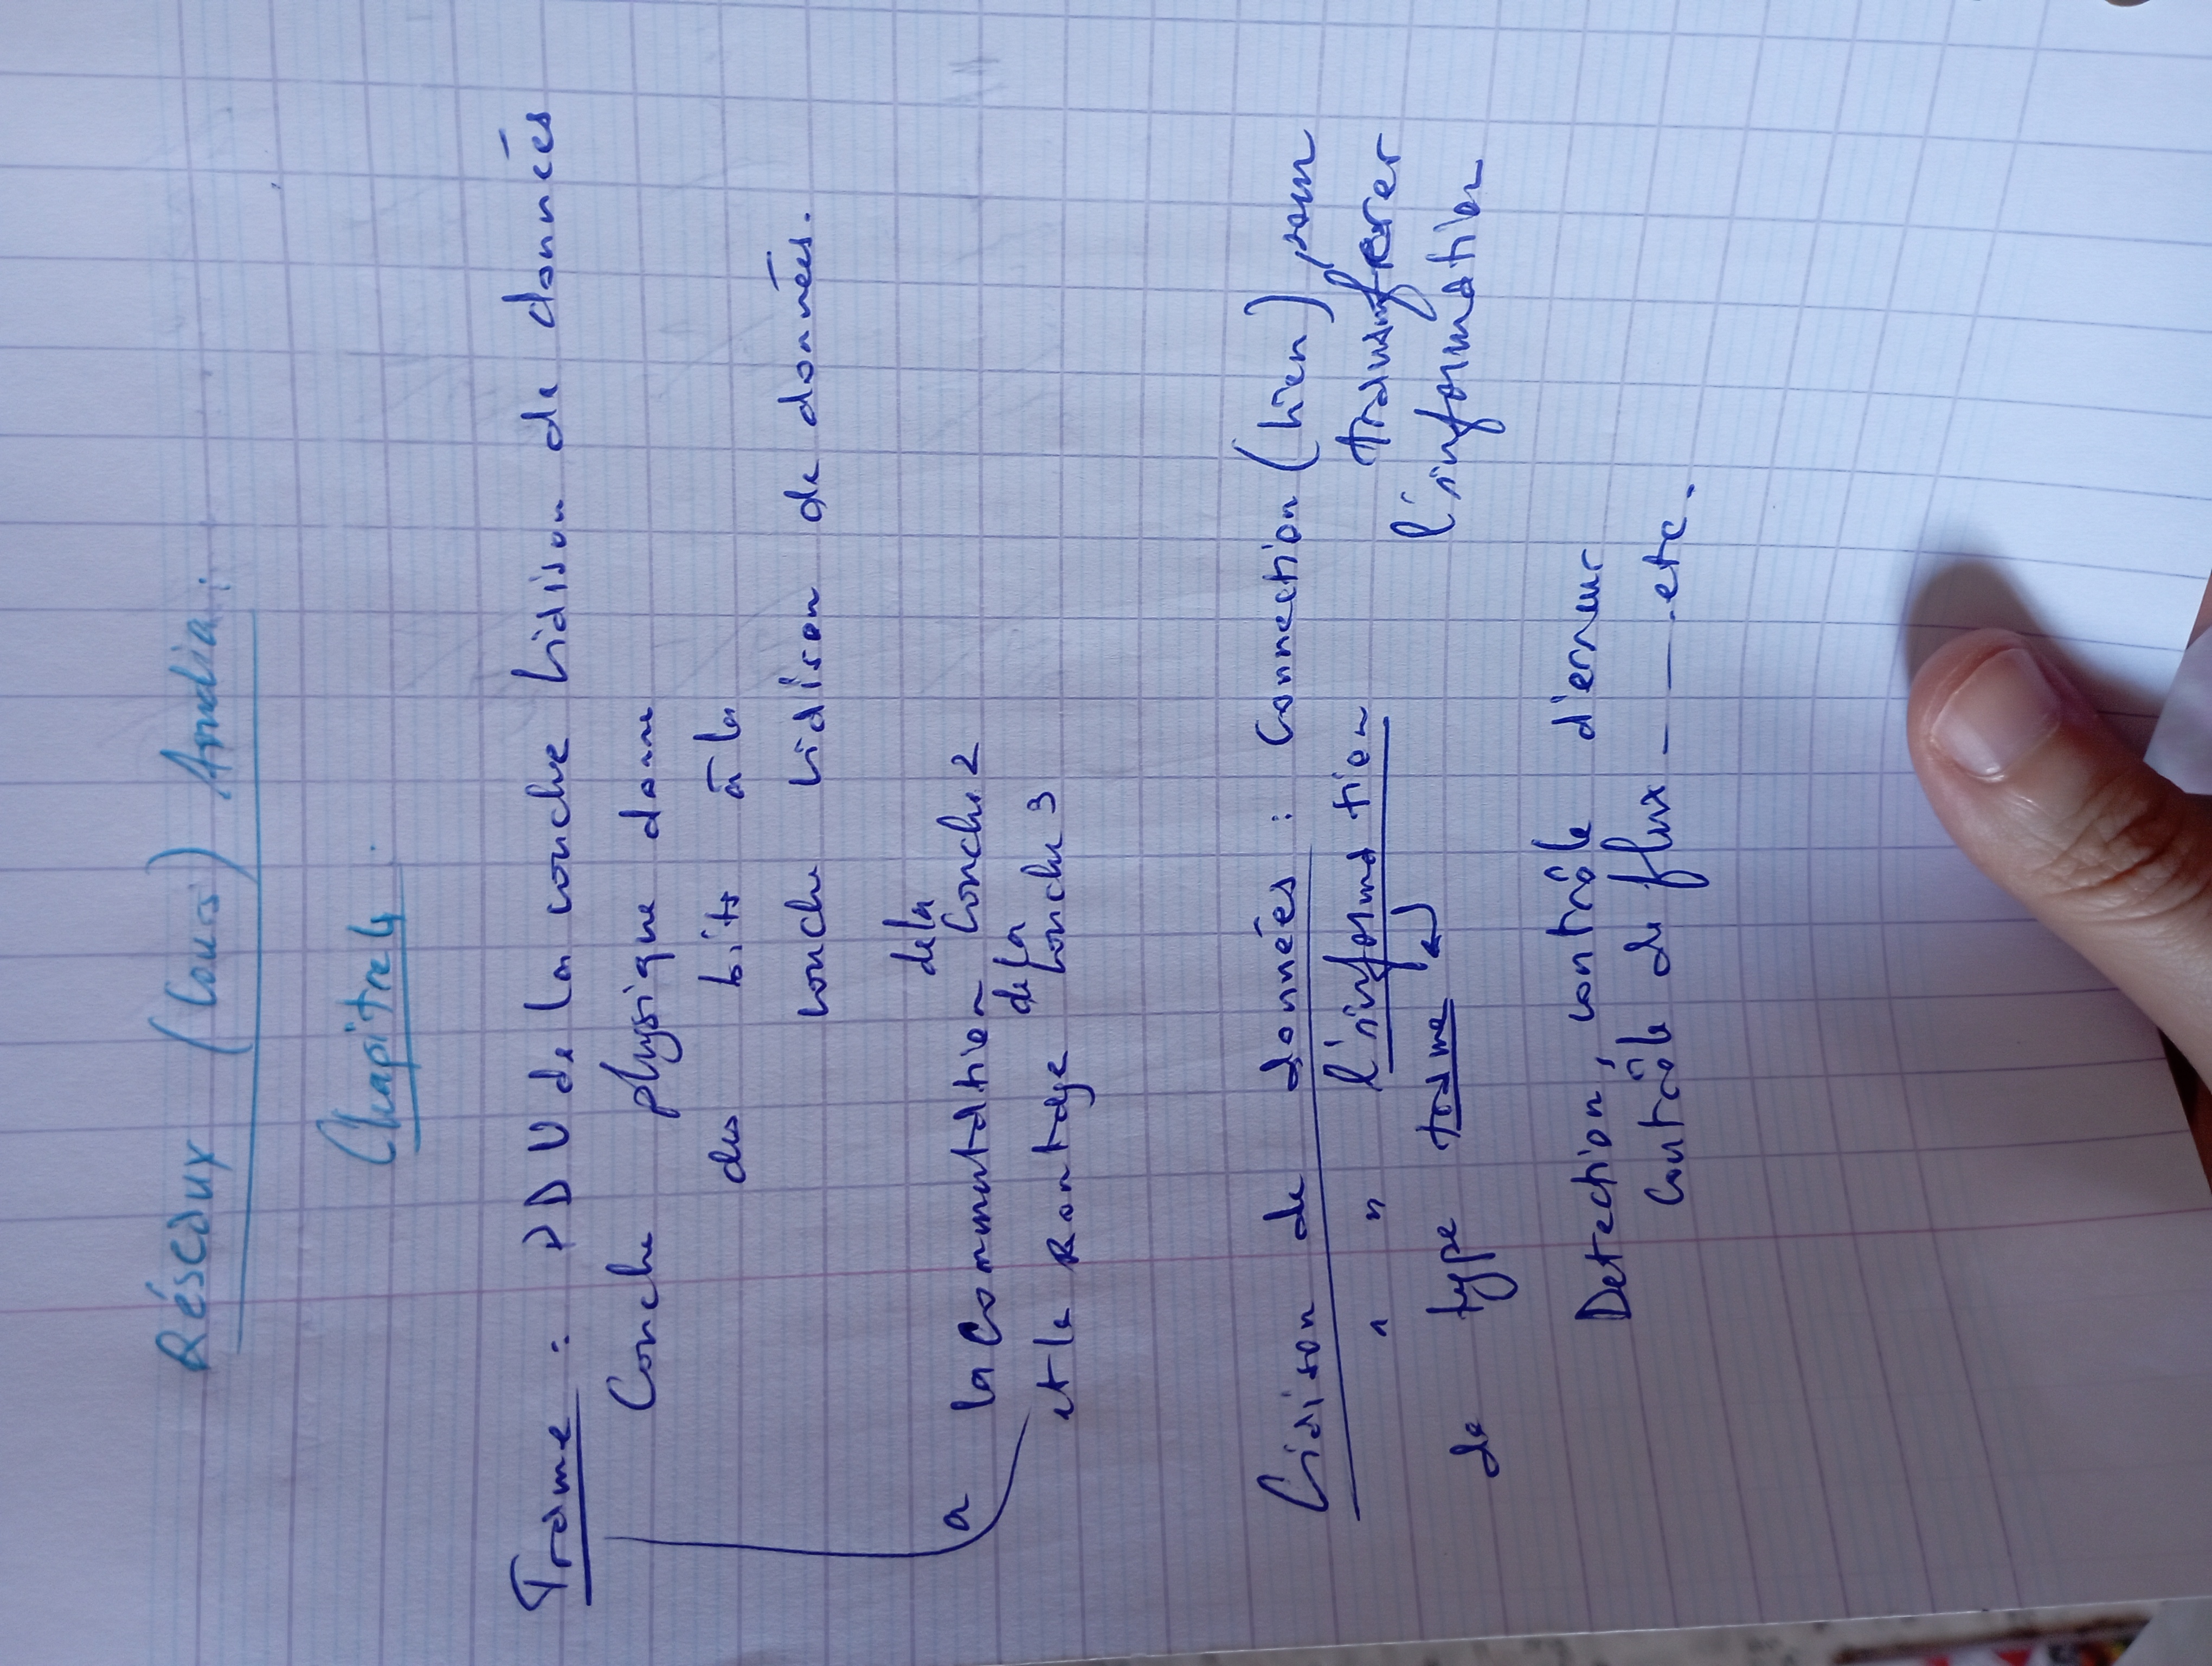 Réseaux (Cours) Aoudia :
Chapitre 4 .
Trame : PDU de la couche Liaison de données
Couche physique donne
des bits à la
couche Liaison de données.
a la commutation de la couche 2
et le Routage de la couche 3
Liaison de données : Connection (lien) pour
" " l'information transferer
de type trame l'information
Detection, contrôle d'erreur
contrôle de flux - - - etc.